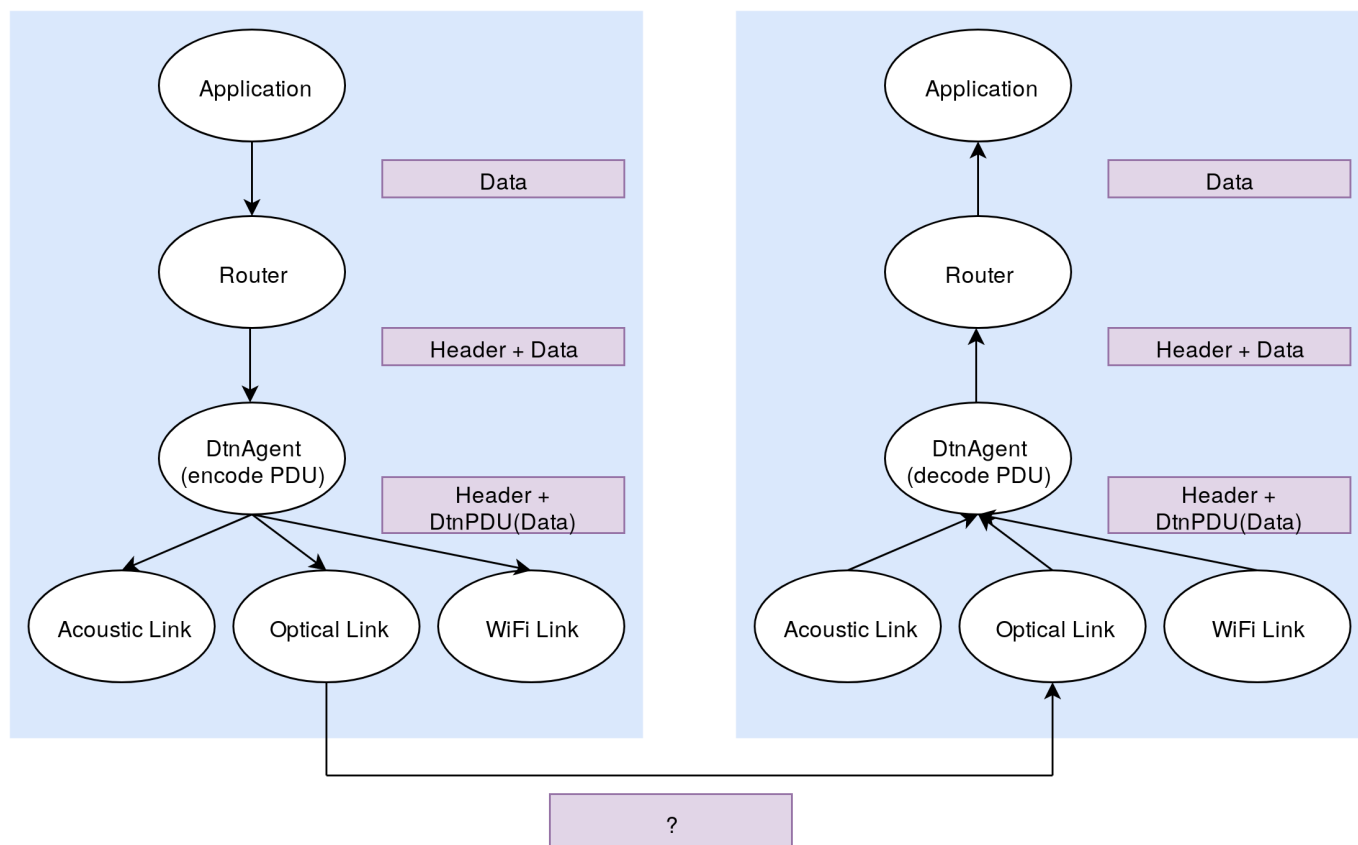 Application
Data
Router
Header + Data
DtnAgent
(encode PDU)
Header +
DtnPDU(Data)
Acoustic Link
Optical Link
WiFi Link
Application
Data
Router
Header + Data
DtnAgent
(decode PDU)
Header +
DtnPDU(Data)
Acoustic Link
Optical Link
WiFi Link
?